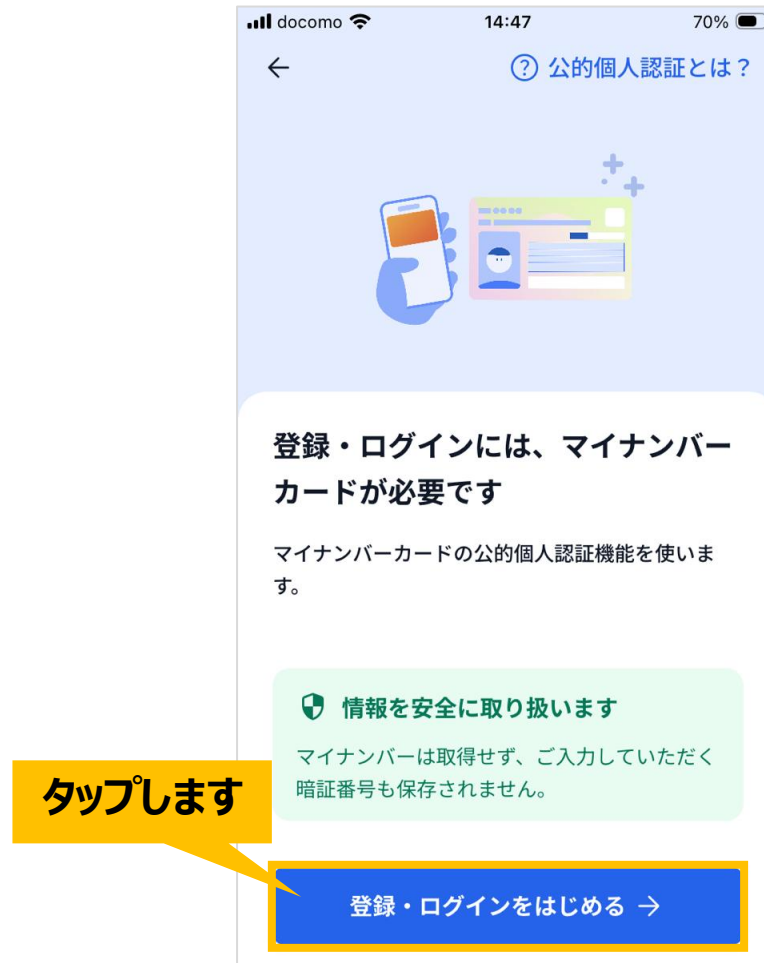 docomo 14:47 70%
← ? 公的個人認証とは？
登録・ログインには、マイナンバー
カードが必要です
マイナンバーカードの公的個人認証機能を使いま
す。
情報を安全に取り扱います
マイナンバーは取得せず、ご入力していただく
暗証番号も保存されません。
タップします
登録・ログインをはじめる →